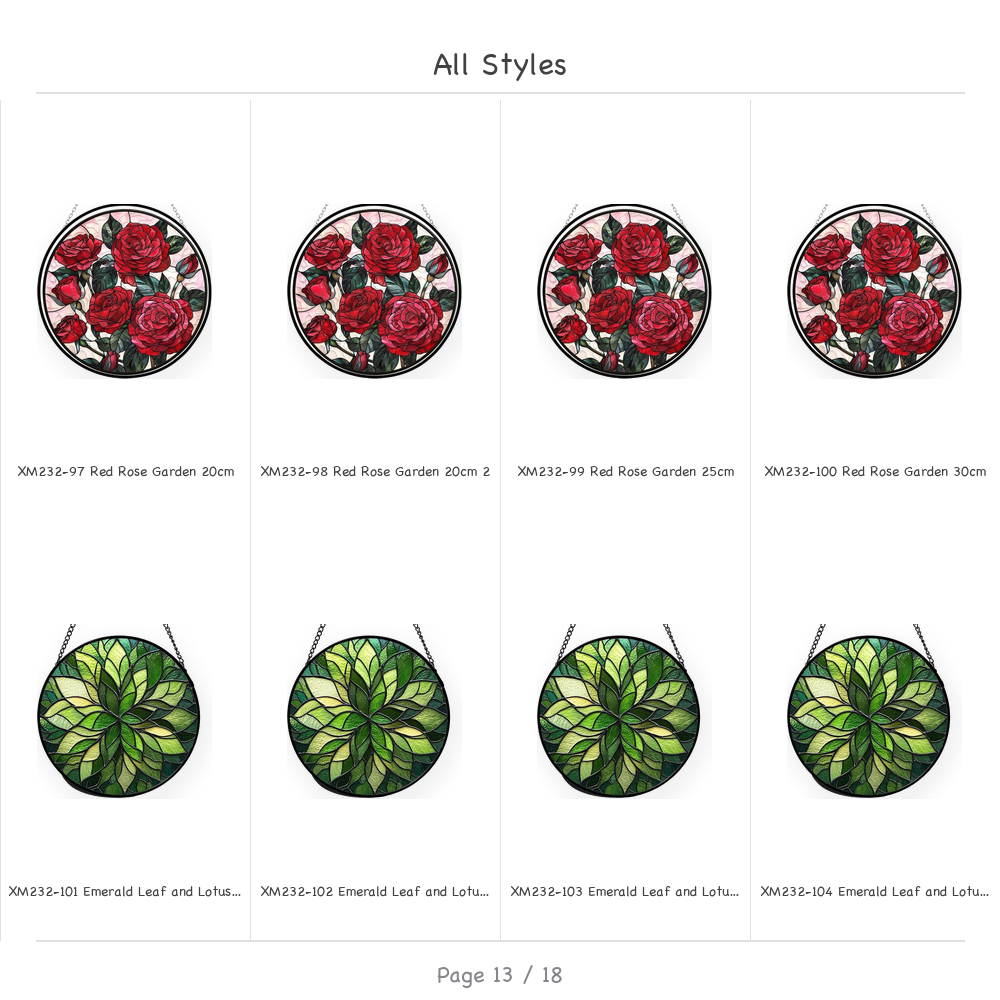 All Styles
XM232-97 Red Rose Garden 20cm
XM232-98 Red Rose Garden 20cm 2
XM232-99 Red Rose Garden 25cm
XM232-100 Red Rose Garden 30cm
XM232-101 Emerald Leaf and Lotus...
XM232-102 Emerald Leaf and Lotu...
XM232-103 Emerald Leaf and Lotu...
XM232-104 Emerald Leaf and Lotu...
Page 13 / 18